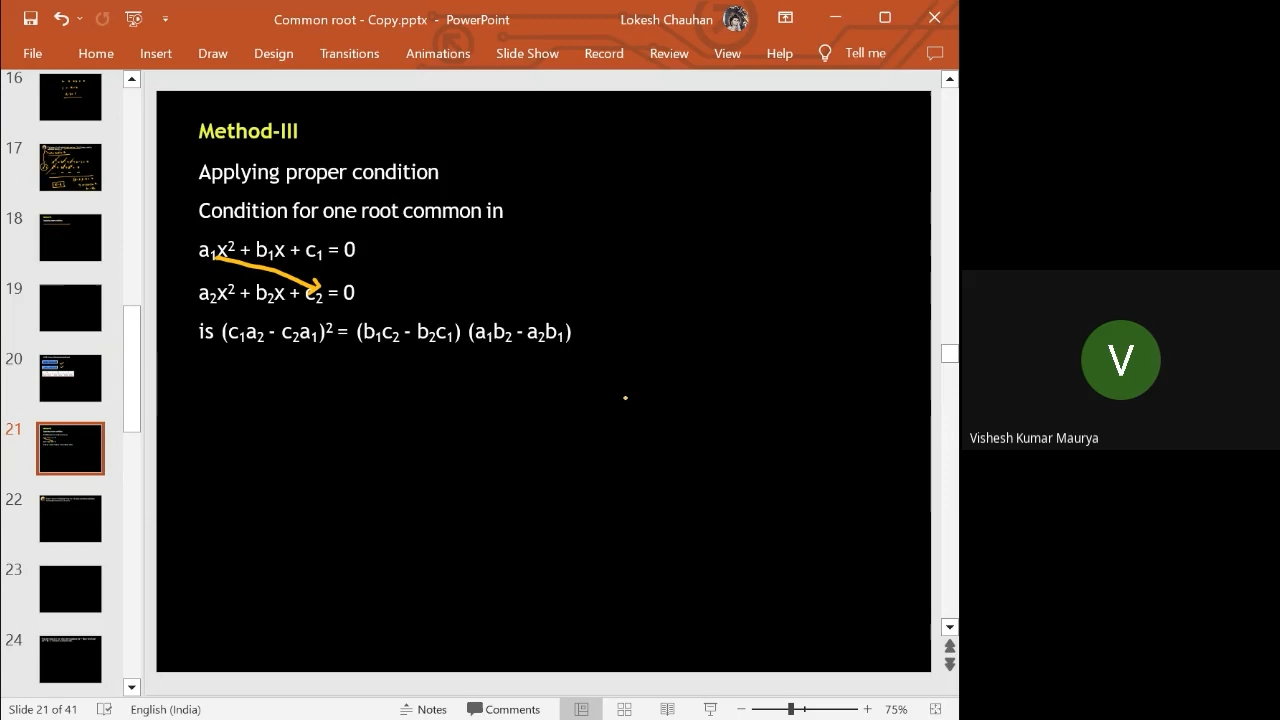 Common root - Copy.pptx - PowerPoint
Lokesh Chauhan
File Home Insert Draw Design Transitions Animations Slide Show Record Review View Help Tell me
16
17
18
19
20
21
22
23
24
Method-III
Applying proper condition
Condition for one root common in
a₁x² + b₁x + c₁ = 0
a₂x² + b₂x + c₂ = 0
is (c₁a₂ - c₂a₁)² = (b₁c₂ - b₂c₁) (a₁b₂ - a₂b₁)
V
Vishesh Kumar Maurya
Slide 21 of 41 English (India) Notes Comments 75%